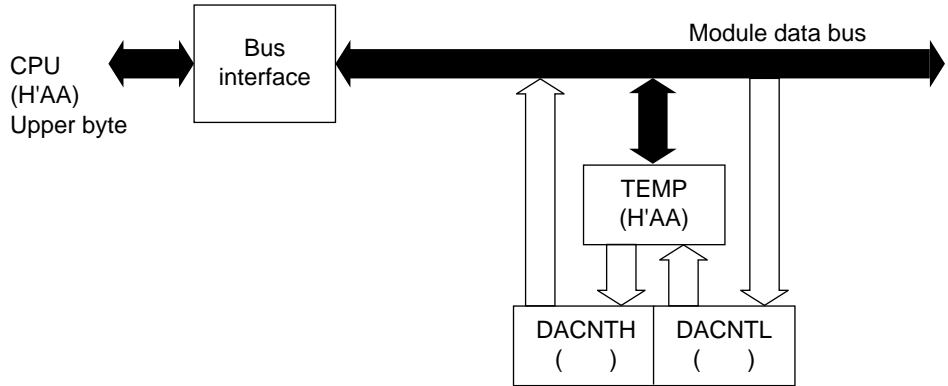 Module data bus
Bus
interface
CPU
(H'AA)
Upper byte
TEMP
(H'AA)
DACNTH
(      )
DACNTL
(      )